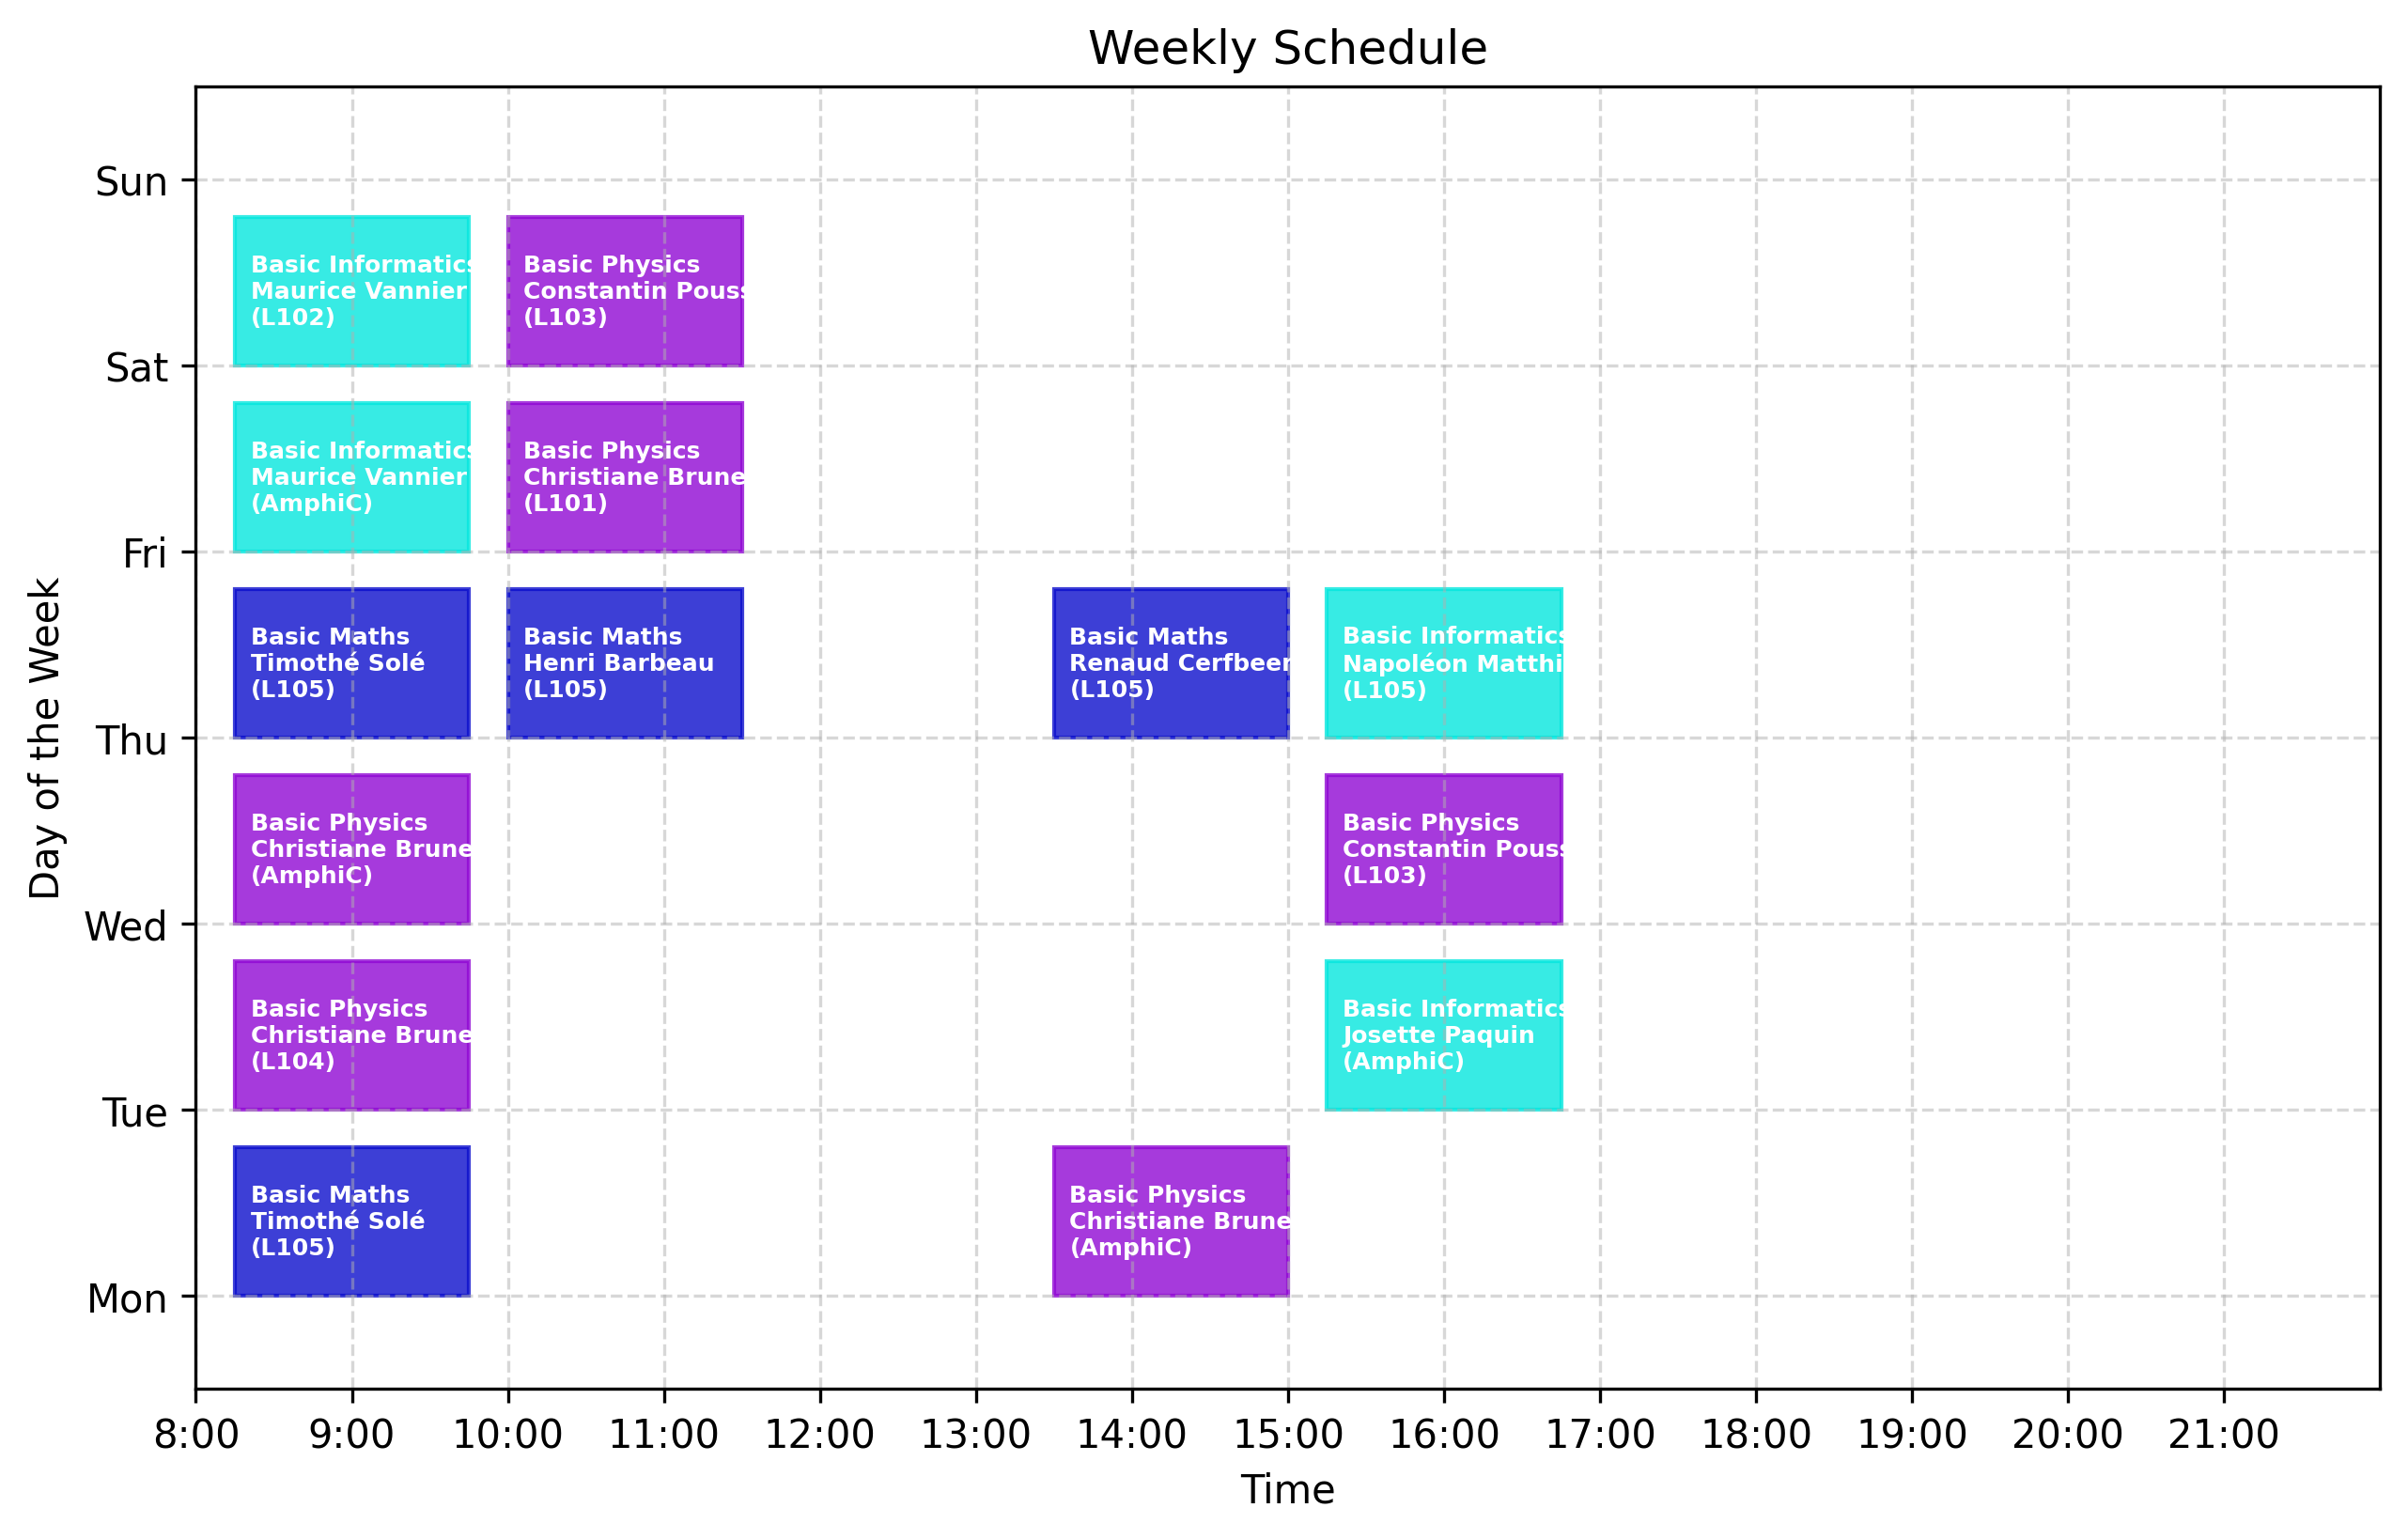 Weekly Schedule
Day of the Week
Sun
Basic Informatics
Maurice Vannier
(L102)
Basic Physics
Constantin Pouss
(L103)
Sat
Basic Informatics
Maurice Vannier
(AmphiC)
Basic Physics
Christiane Brune
(L101)
Fri
Basic Maths
Timothé Solé
(L105)
Basic Maths
Henri Barbeau
(L105)
Basic Maths
Renaud Cerfbeer
(L105)
Basic Informatics
Napoléon Matthi
(L105)
Thu
Basic Physics
Christiane Brune
(AmphiC)
Basic Physics
Constantin Pouss
(L103)
Wed
Basic Physics
Christiane Brune
(L104)
Basic Informatics
Josette Paquin
(AmphiC)
Tue
Basic Maths
Timothé Solé
(L105)
Basic Physics
Christiane Brune
(AmphiC)
Mon
8:00 9:00 10:00 11:00 12:00 13:00 14:00 15:00 16:00 17:00 18:00 19:00 20:00 21:00
Time